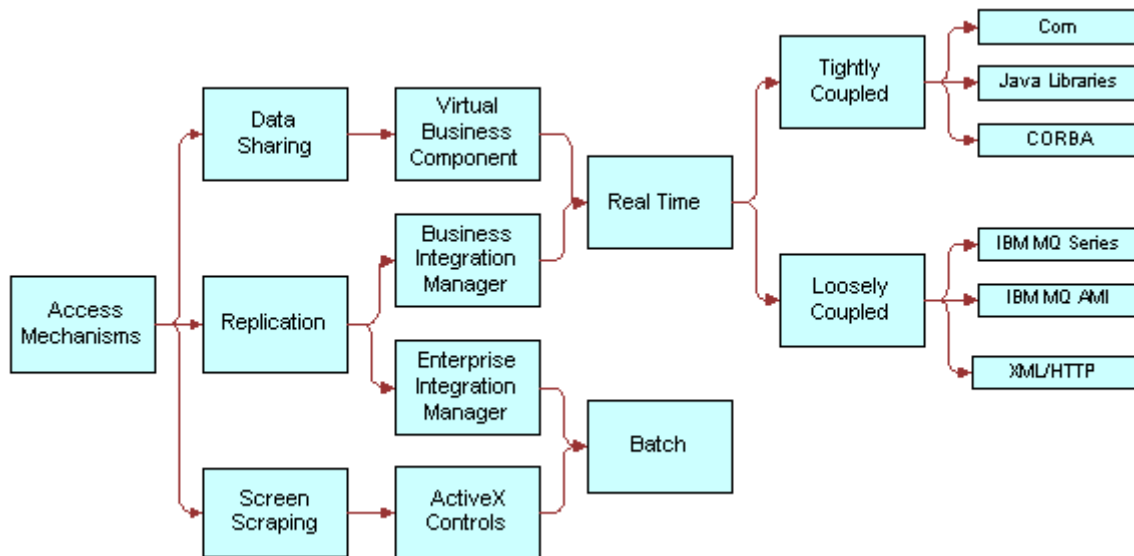 Access
Mechanisms
Data
Sharing
Replication
Screen
Scraping
Virtual
Business
Component
Business
Integration
Manager
Enterprise
Integration
Manager
ActiveX
Controls
Real Time
Batch
Tightly
Coupled
Loosely
Coupled
Com
Java Libraries
CORBA
IBM MQ Series
IBM MQ AMI
XML/HTTP